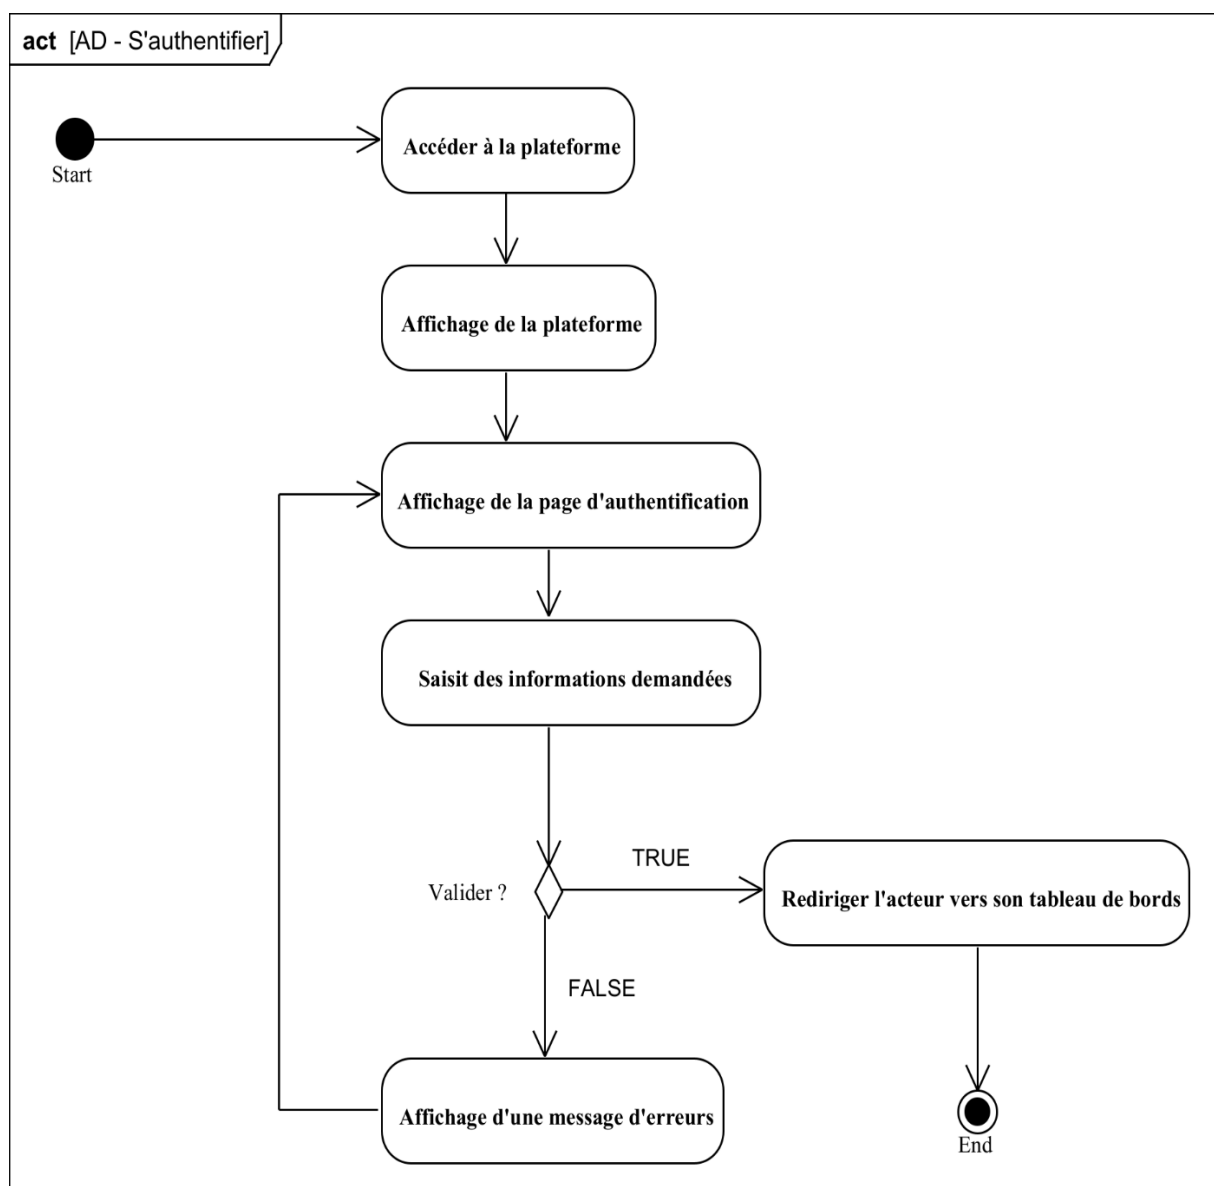 act [AD - S'authentifier]
Start
Accéder à la plateforme
Affichage de la plateforme
Affichage de la page d'authentification
Saisit des informations demandées
Valider ?
TRUE
Rediriger l'acteur vers son tableau de bords
FALSE
Affichage d'une message d'erreurs
End